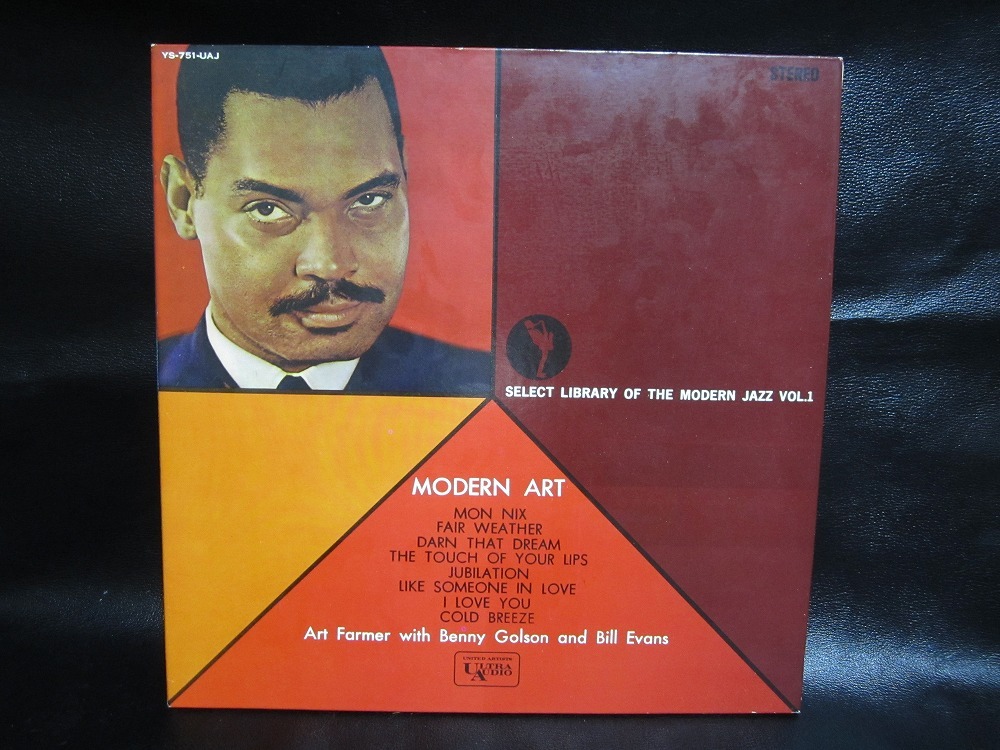 YS-751-UAJ
STEREO
SELECT LIBRARY OF THE MODERN JAZZ VOL.1
MODERN ART
MON NIX
FAIR WEATHER
DARN THAT DREAM
THE TOUCH OF YOUR LIPS
JUBILATION
LIKE SOMEONE IN LOVE
I LOVE YOU
COLD BREEZE
Art Farmer with Benny Golson and Bill Evans
UNITED ARTISTS
ULTRA
AUDIO